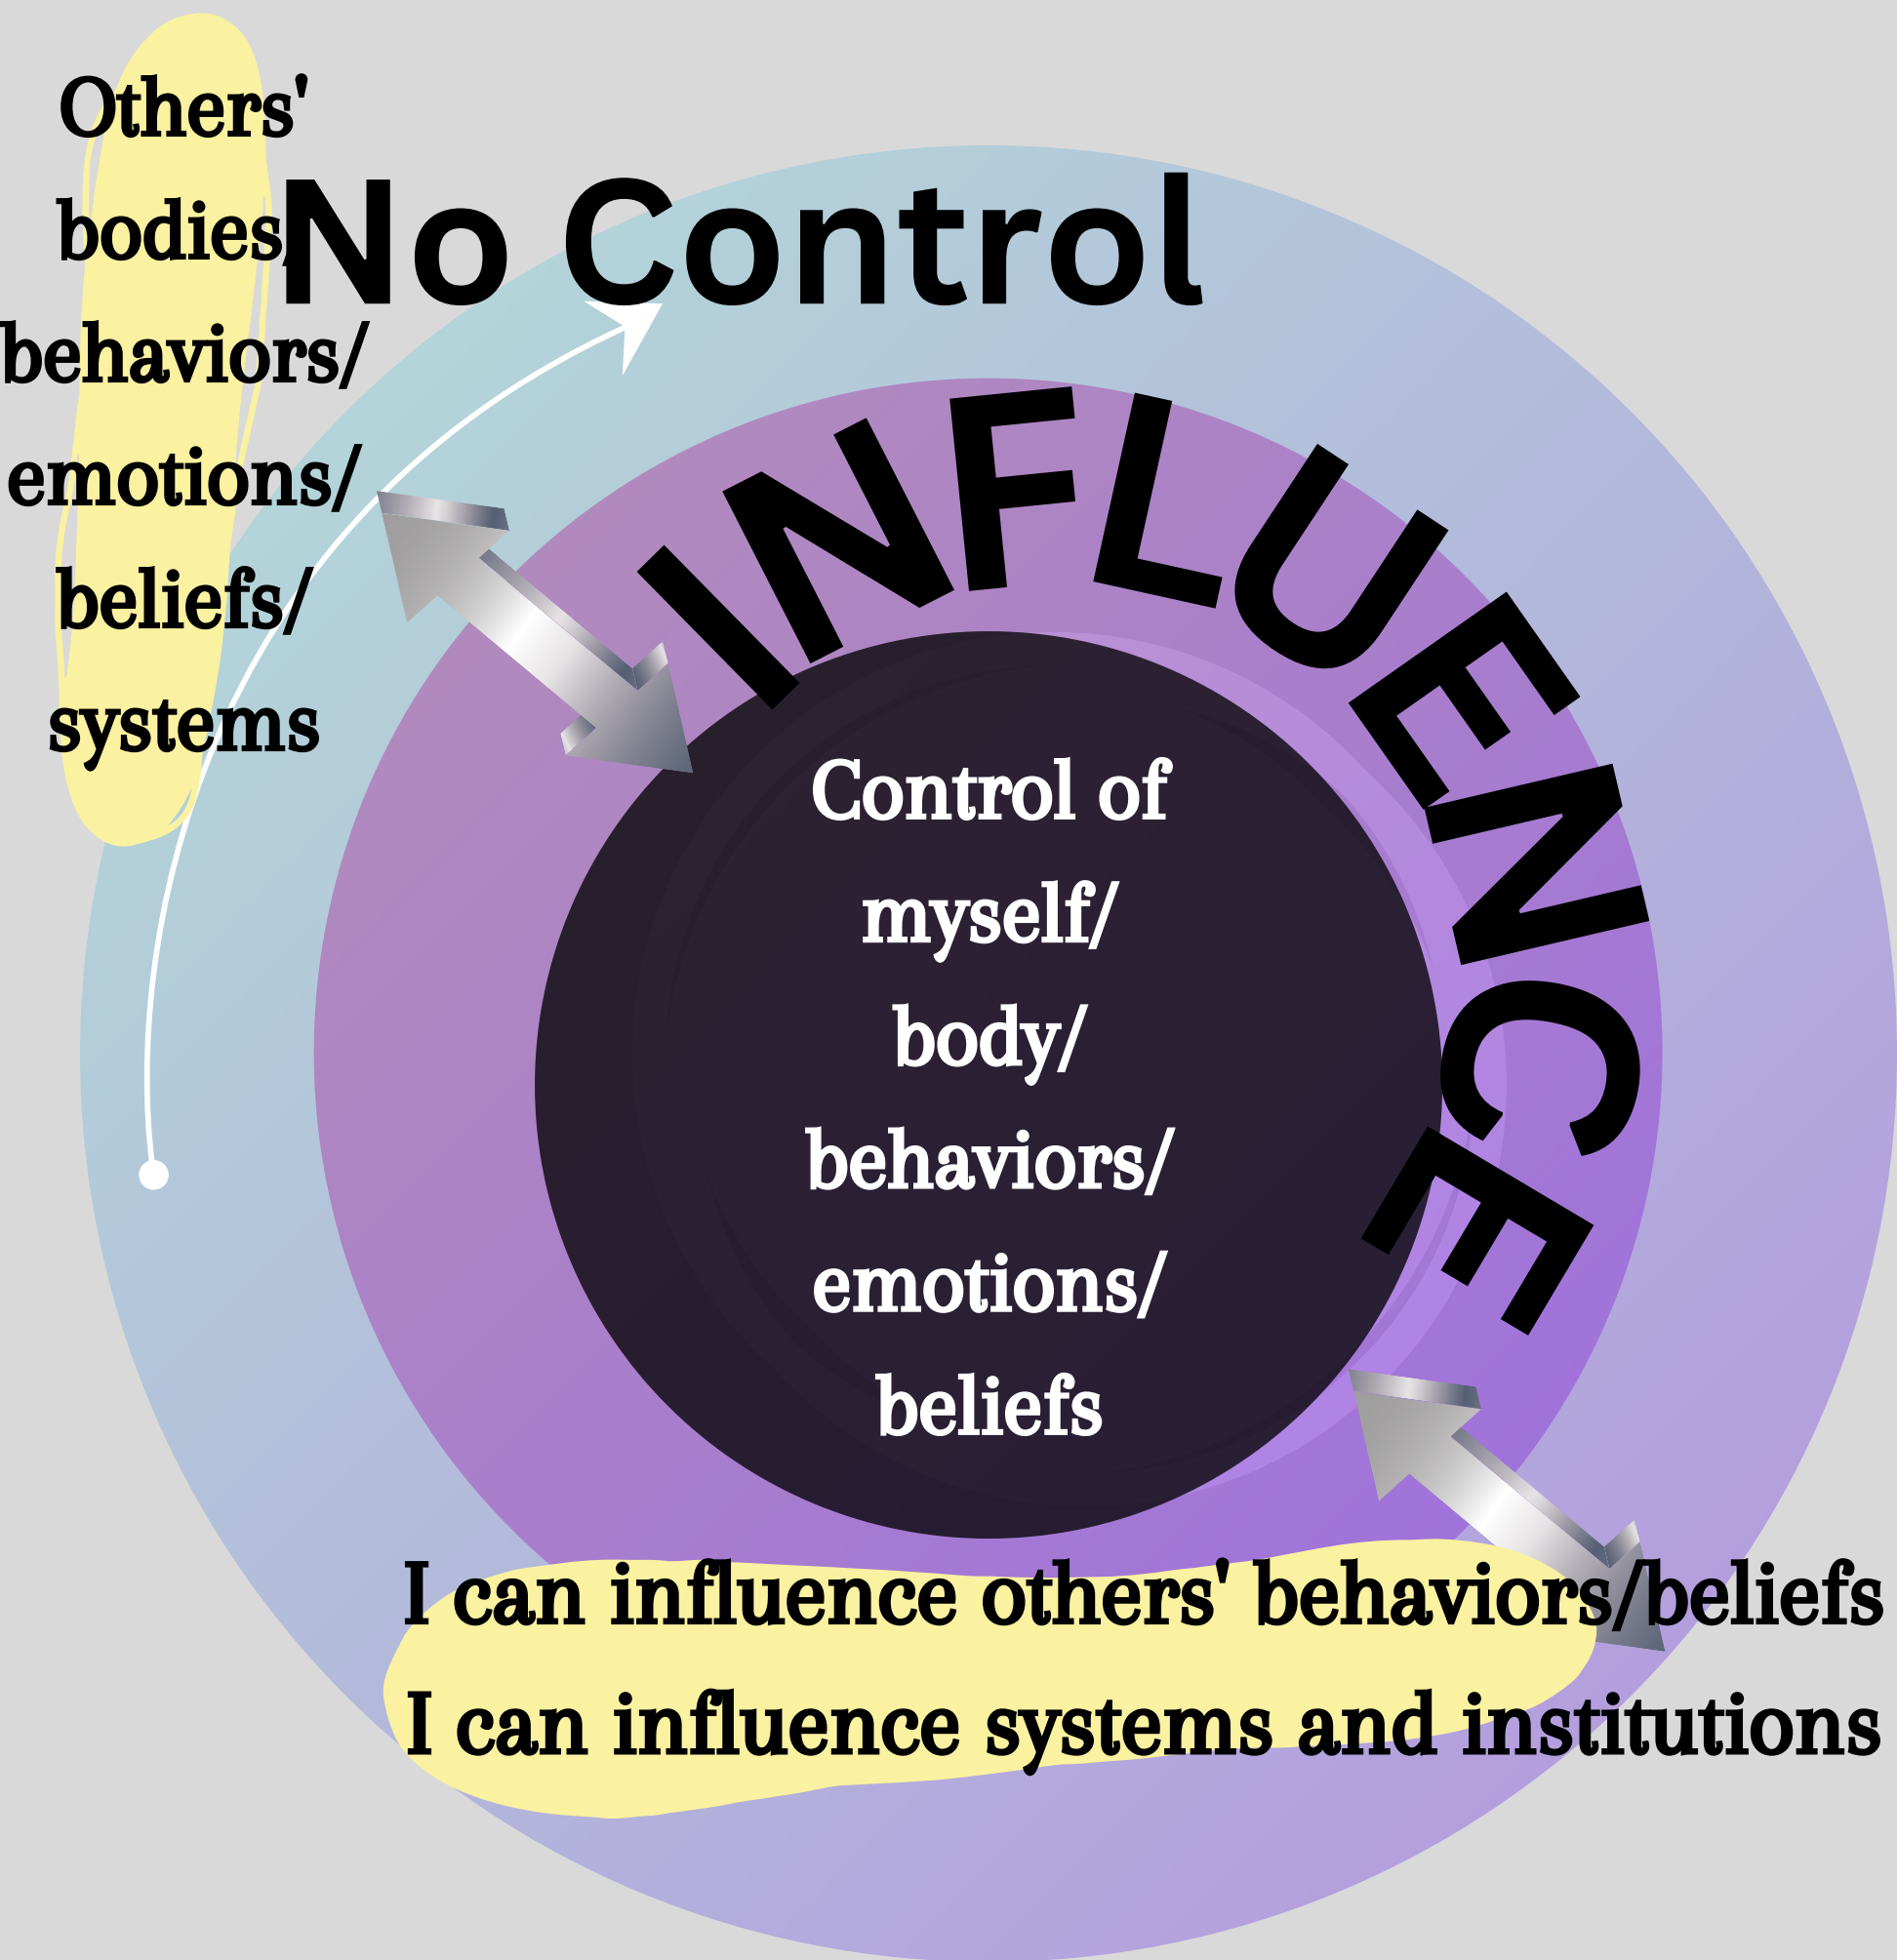 Others'
bodies/
behaviors/
emotions/
beliefs/
systems
No Control
INFLUENCE
Control of
myself/
body/
behaviors/
emotions/
beliefs
I can influence others' behaviors/beliefs
I can influence systems and institutions